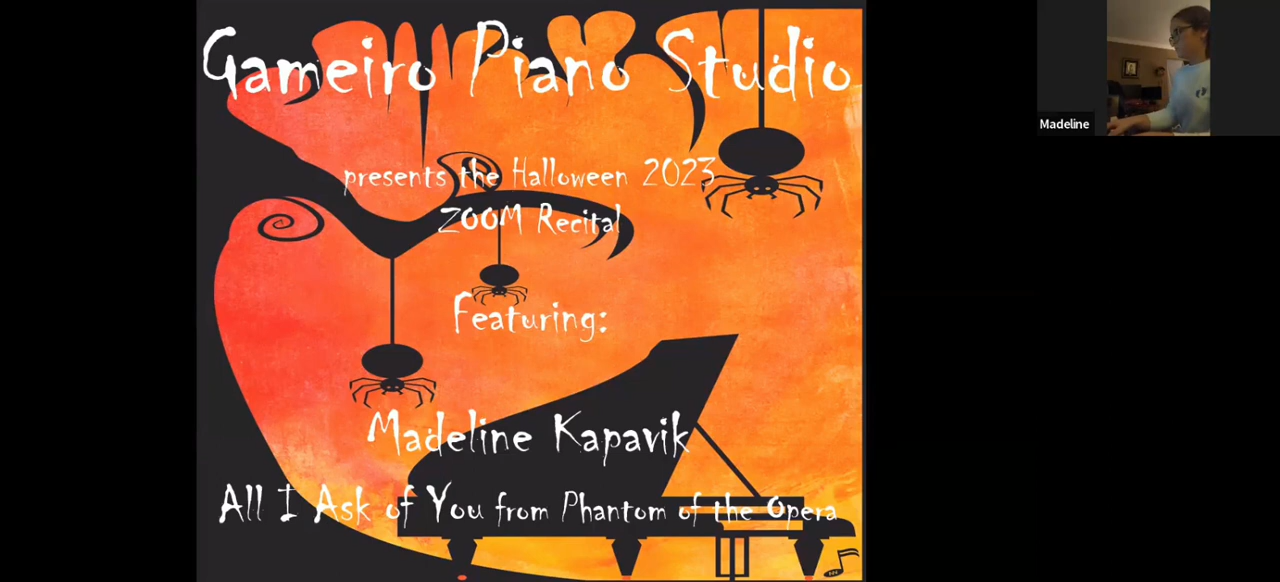 Gameiro Piano Studio
presents the Halloween 2023
ZOOM Recital
Featuring:
Madeline Kapavik
All I Ask of You from Phantom of the Opera
Madeline